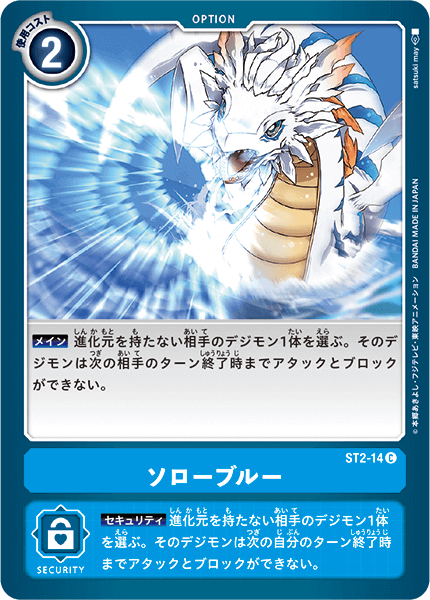 OPTION
使用コスト
2
satsuki may
©本郷あきよし・フジテレビ・東映アニメーション BANDAI MADE IN JAPAN
メイン 進化元を持たない相手のデジモン1体を選ぶ。そのデ
ジモンは次の相手のターン終了時までアタックとブロック
ができない。
ST2-14 C
ソローブルー
セキュリティ 進化元を持たない相手のデジモン1体
を選ぶ。そのデジモンは次の自分のターン終了時
までアタックとブロックができない。
SECURITY